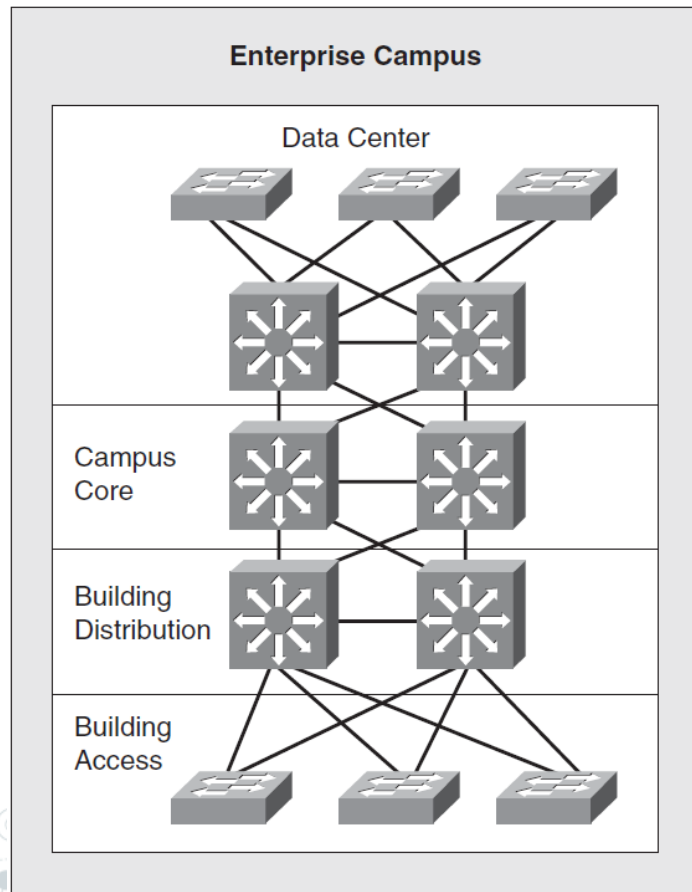 Enterprise Campus
Data Center
Campus
Core
Building
Distribution
Building
Access